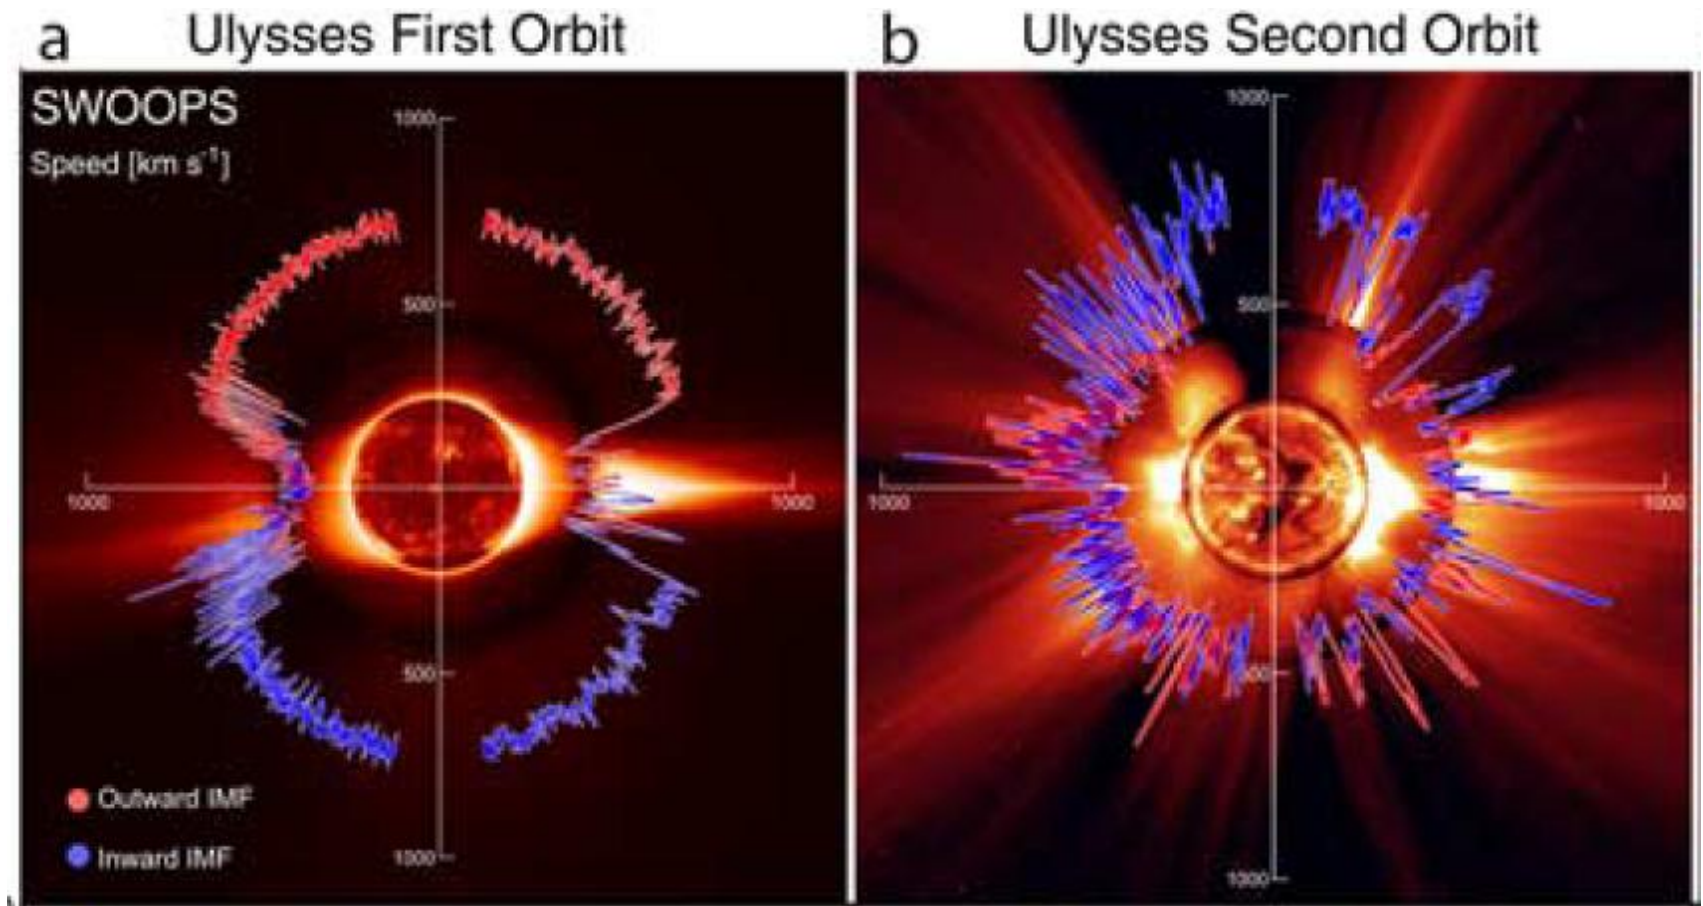 a Ulysses First Orbit
SWOOPS
Speed [km s-1]
1000
500
1000
1000
500
1000
Outward IMF
Inward IMF
b Ulysses Second Orbit
1000
500
1000
1000
500
1000